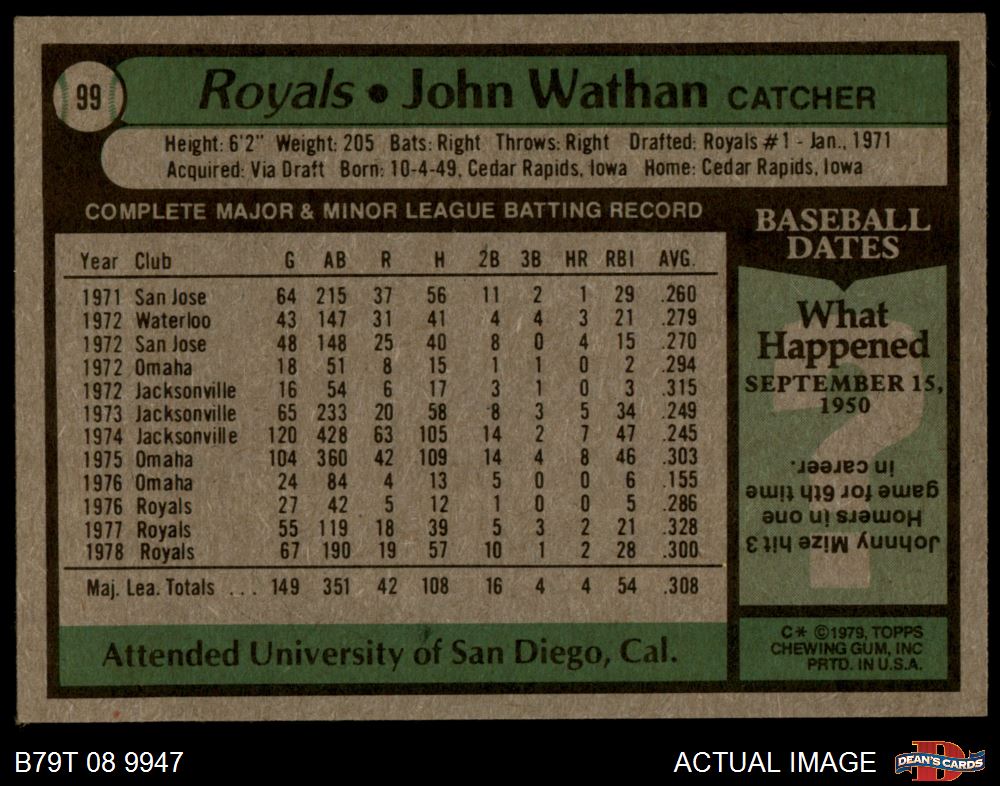 99
Royals • John Wathan CATCHER
Height: 6'2" Weight: 205 Bats: Right Throws: Right Drafted: Royals #1 - Jan., 1971
Acquired: Via Draft Born: 10-4-49, Cedar Rapids, Iowa Home: Cedar Rapids, Iowa
COMPLETE MAJOR & MINOR LEAGUE BATTING RECORD
Year Club G AB R H 2B 3B HR RBI AVG.
1971 San Jose 64 215 37 56 11 2 1 29 .260
1972 Waterloo 43 147 31 41 4 4 3 21 .279
1972 San Jose 48 148 25 40 8 0 4 15 .270
1972 Omaha 18 51 8 15 1 1 0 2 .294
1972 Jacksonville 16 54 6 17 3 1 0 3 .315
1973 Jacksonville 65 233 20 58 8 3 5 34 .249
1974 Jacksonville 120 428 63 105 14 2 7 47 .245
1975 Omaha 104 360 42 109 14 4 8 46 .303
1976 Omaha 24 84 4 13 5 0 0 6 .155
1976 Royals 27 42 5 12 1 0 0 5 .286
1977 Royals 55 119 18 39 5 3 2 21 .328
1978 Royals 67 190 19 57 10 1 2 28 .300
Maj. Lea. Totals ... 149 351 42 108 16 4 4 54 .308
Attended University of San Diego, Cal.
BASEBALL
DATES
What
Happened
SEPTEMBER 15,
1950
?
Johnny Mize hit 3
Homers in one
game for 6th time
in career.
C* ©1979, TOPPS
CHEWING GUM, INC
PRTD. IN U.S.A.
B79T 08 9947
ACTUAL IMAGE
D
DEAN'S CARDS